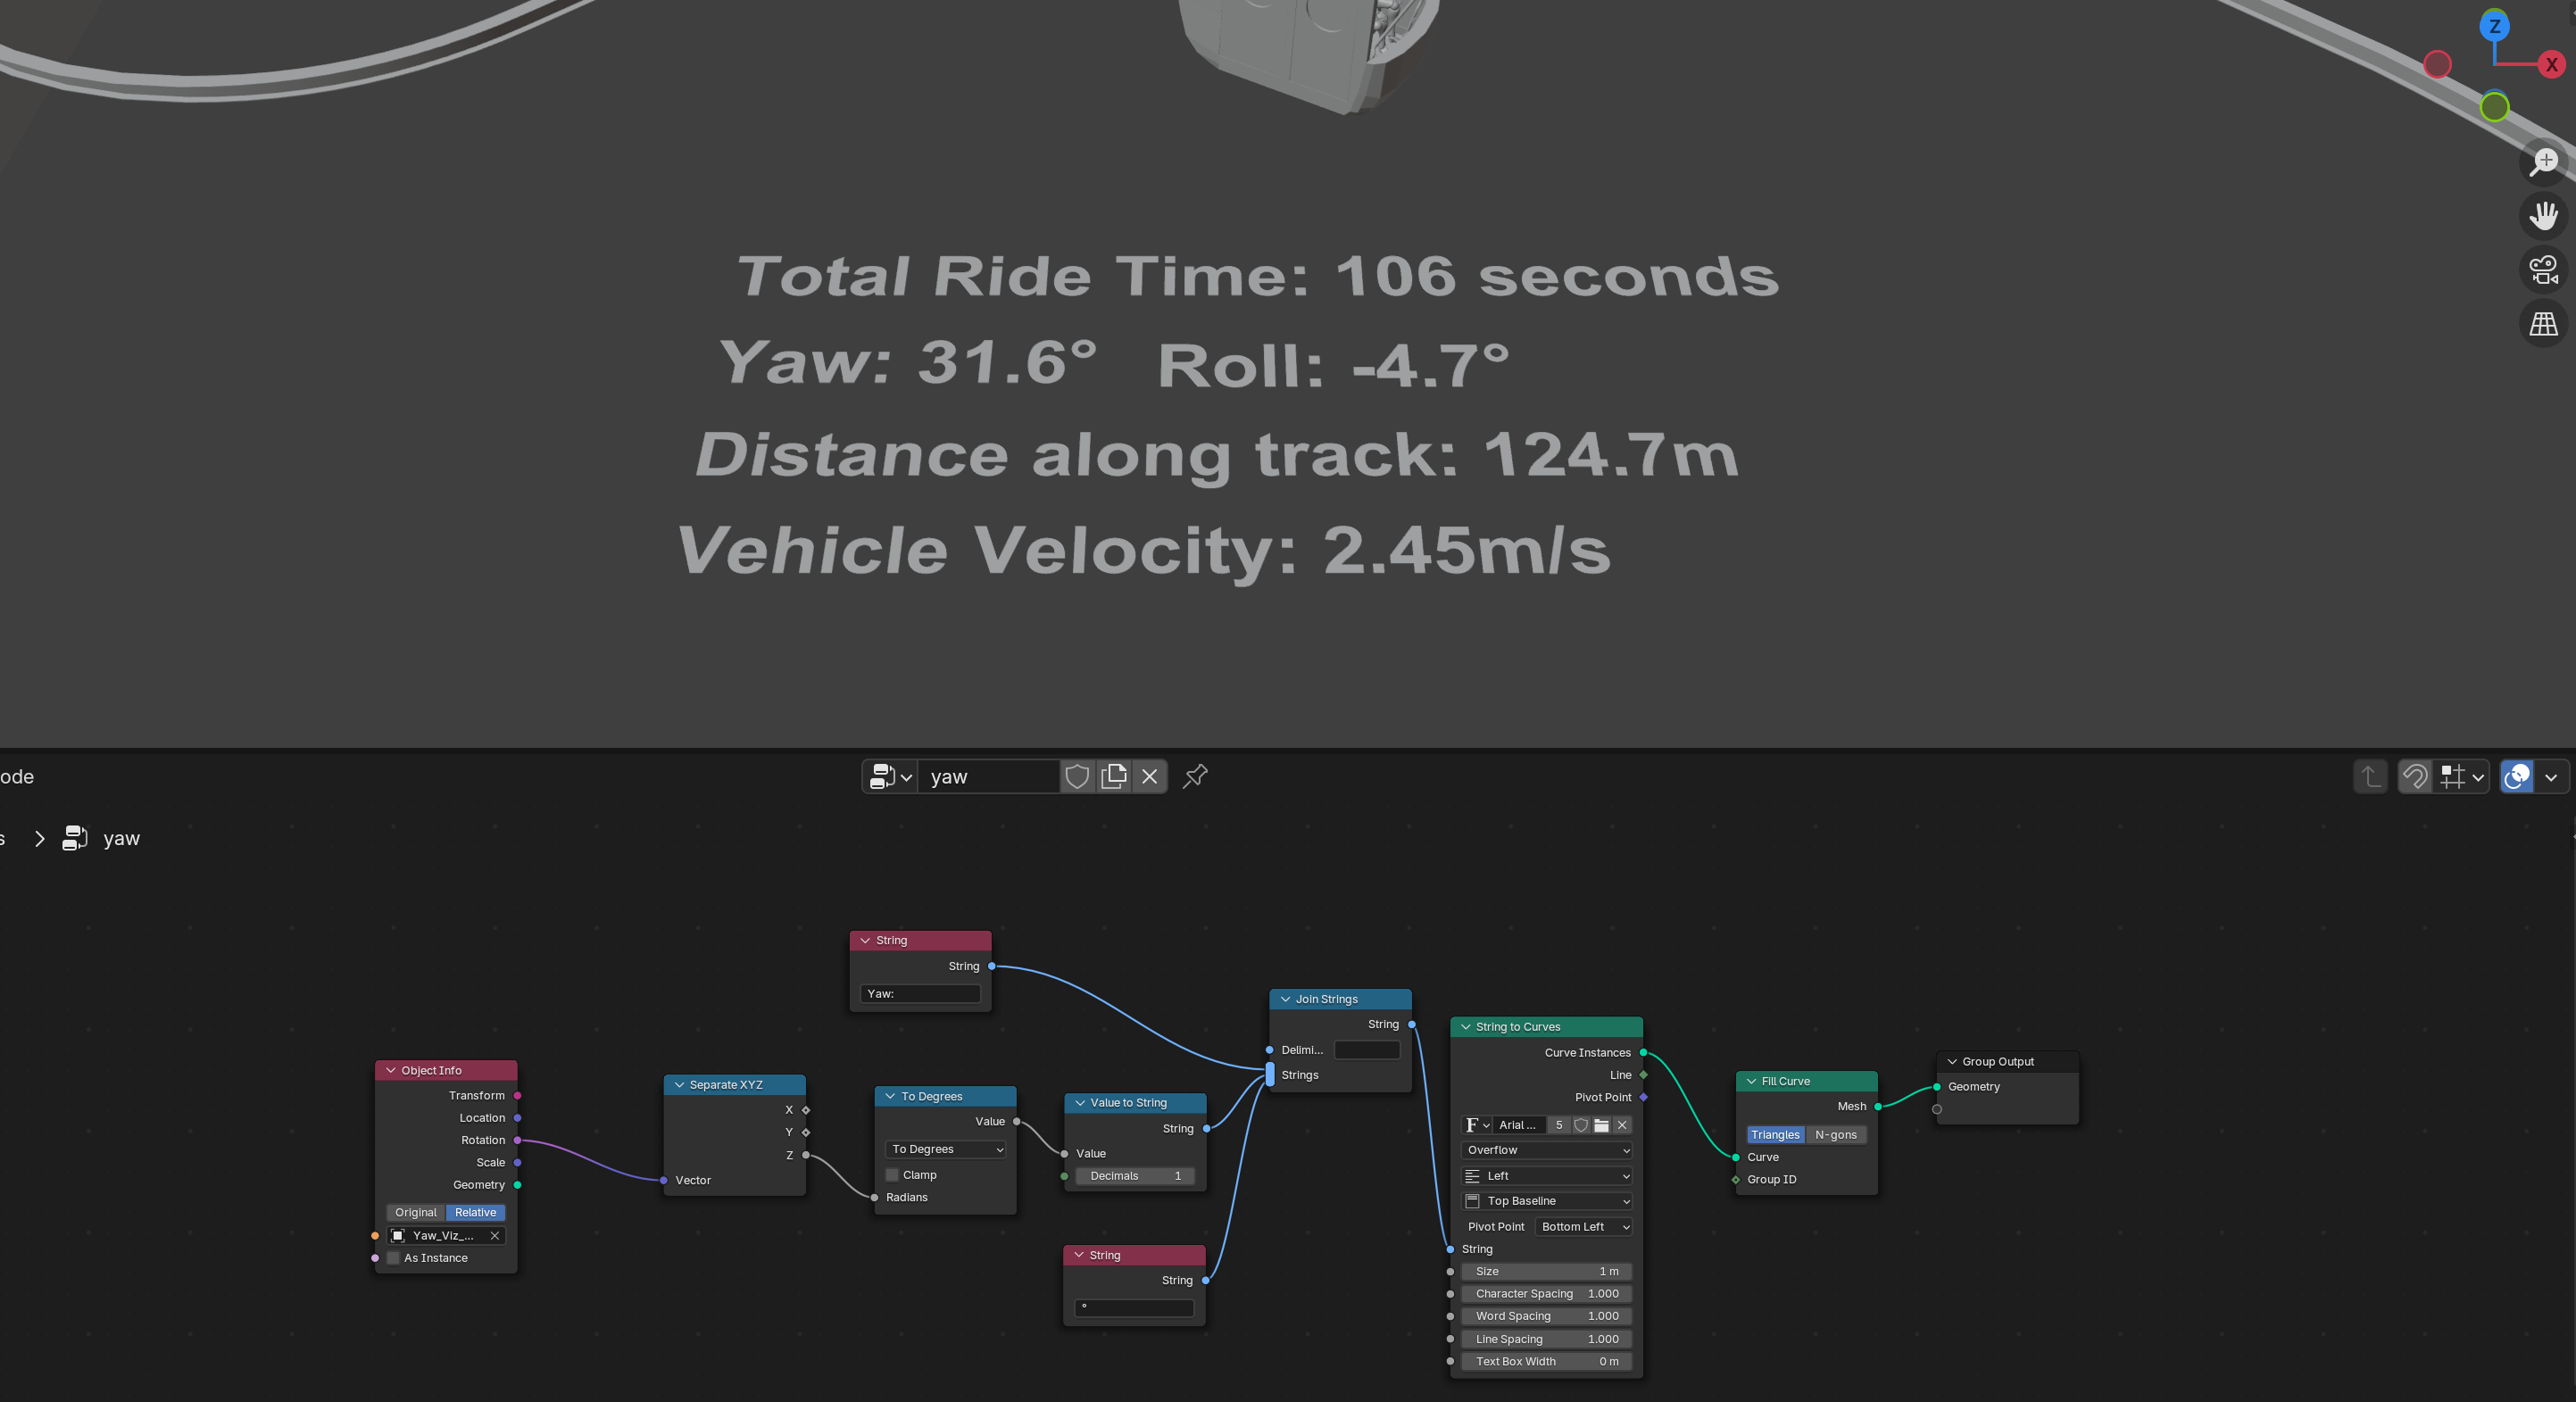 Z
X
Total Ride Time: 106 seconds
Yaw: 31.6° Roll: -4.7°
Distance along track: 124.7m
Vehicle Velocity: 2.45m/s
ode
yaw
s > yaw
String
String
Yaw:
Object Info
Transform
Location
Rotation
Scale
Geometry
Original Relative
Yaw_Viz_...
As Instance
Separate XYZ
X
Y
Z
Vector
To Degrees
Value
To Degrees
Clamp
Radians
Value to String
String
Value
Decimals 1
String
String
°
Join Strings
String
Delimi...
Strings
String to Curves
Curve Instances
Line
Pivot Point
F Arial ... 5
Overflow
Left
Top Baseline
Pivot Point Bottom Left
String
Size 1 m
Character Spacing 1.000
Word Spacing 1.000
Line Spacing 1.000
Text Box Width 0 m
Fill Curve
Mesh
Triangles N-gons
Curve
Group ID
Group Output
Geometry